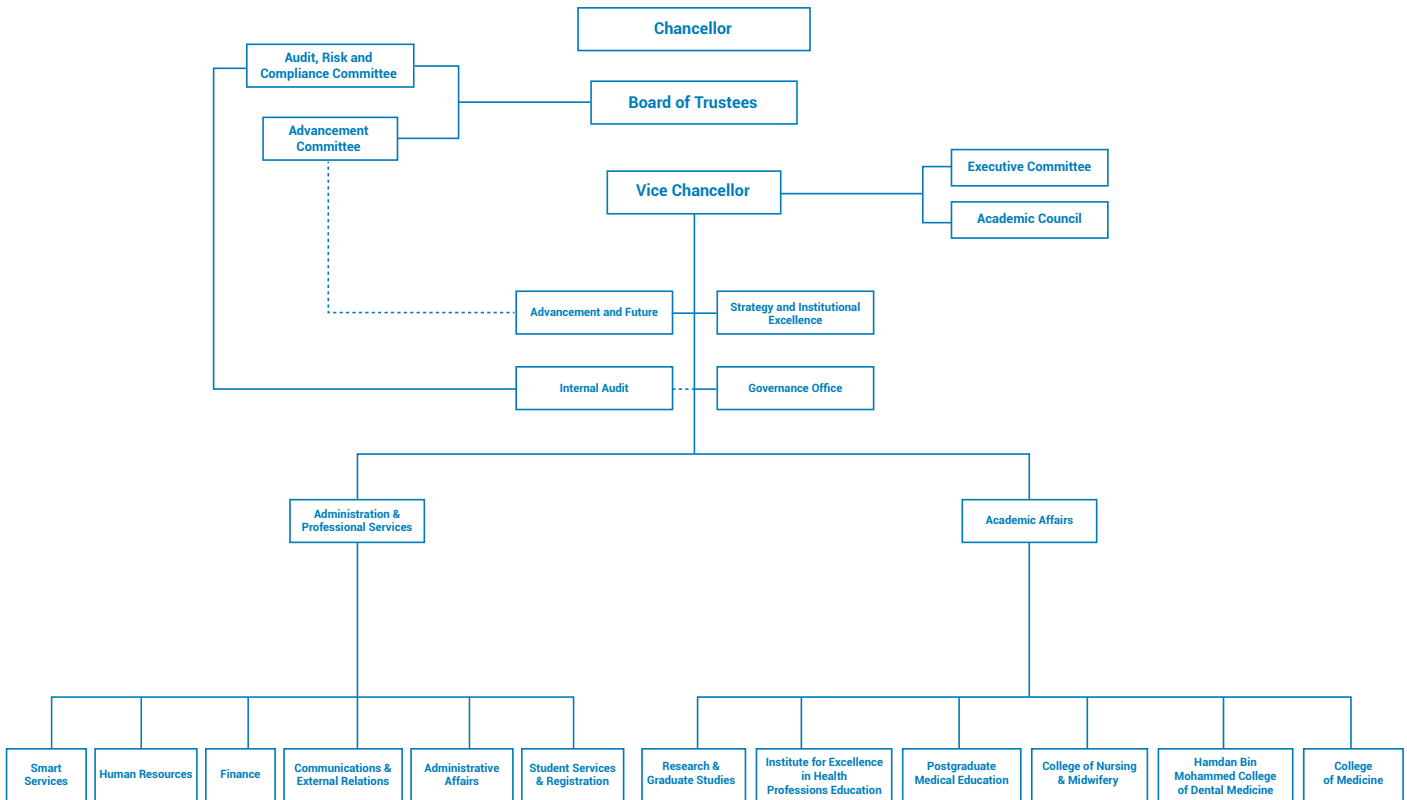 Chancellor
Audit, Risk and
Compliance Committee
Board of Trustees
Advancement
Committee
Executive Committee
Vice Chancellor
Academic Council
Advancement and Future
Strategy and Institutional
Excellence
Internal Audit
Governance Office
Administration &
Professional Services
Academic Affairs
Smart
Services
Human Resources
Finance
Communications &
External Relations
Administrative
Affairs
Student Services
& Registration
Research &
Graduate Studies
Institute for Excellence
in Health
Professions Education
Postgraduate
Medical Education
College of Nursing
& Midwifery
Hamdan Bin
Mohammed College
of Dental Medicine
College
of Medicine